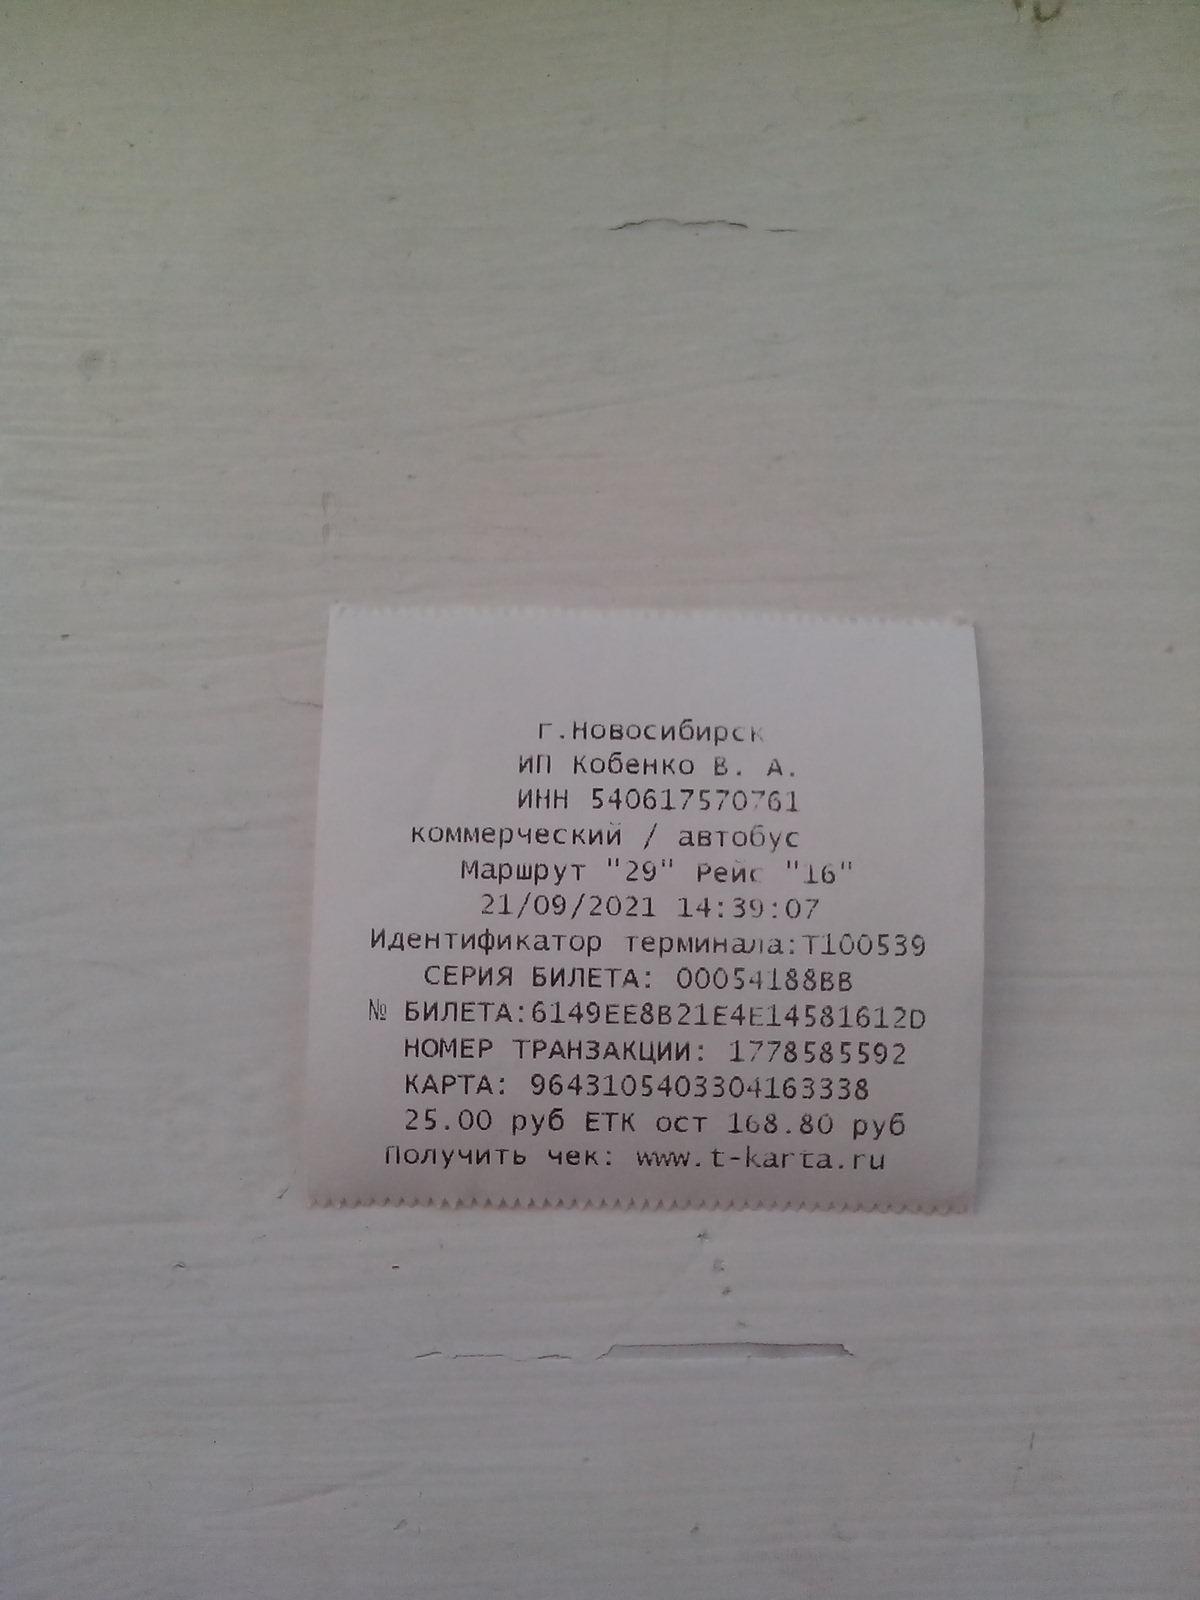 г.Новосибирск
ИП Кобенко В. А.
ИНН 540617570761
коммерческий / автобус
Маршрут "29" Рейс "16"
21/09/2021 14:39:07
Идентификатор терминала:T100539
СЕРИЯ БИЛЕТА: 00054188BB
№ БИЛЕТА:6149EE8B21E4E14581612D
НОМЕР ТРАНЗАКЦИИ: 1778585592
КАРТА: 9643105403304163338
25.00 руб ЕТК ост 168.80 руб
Получить чек: www.t-karta.ru